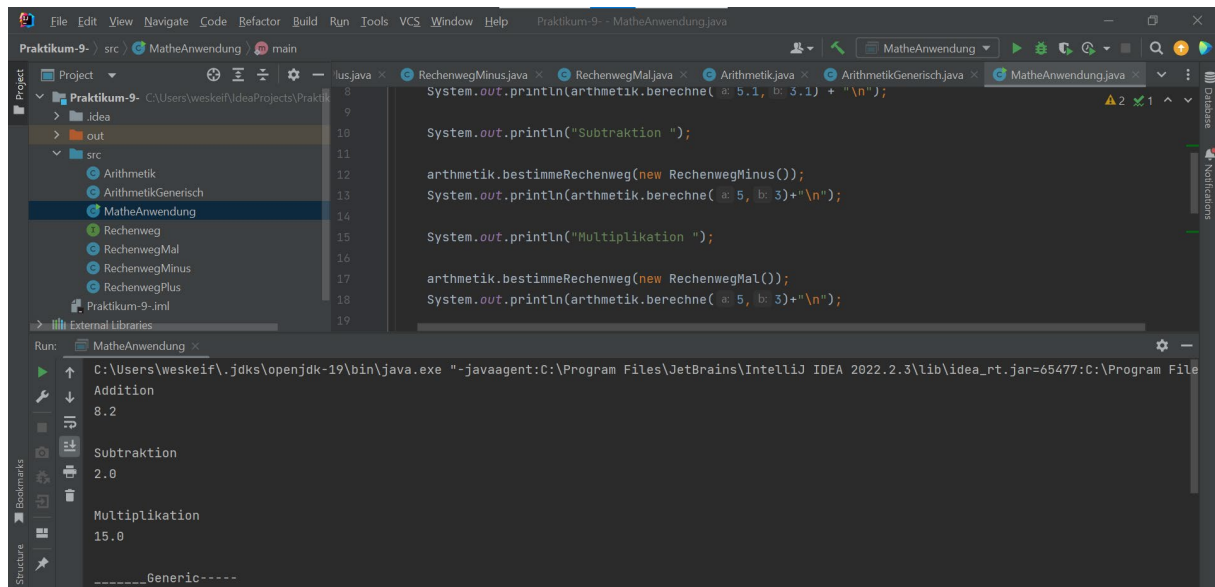 File Edit View Navigate Code Refactor Build Run Tools VCS Window Help Praktikum-9- - MatheAnwendung.java
Praktikum-9- src MatheAnwendung main MatheAnwendung
Project lus.java RechenwegMinus.java RechenwegMal.java Arithmetik.java ArithmetikGenerisch.java MatheAnwendung.java
Project
Praktikum-9- C:\Users\weskeif\IdeaProjects\Praktik
.idea
out
src
Arithmetik
ArithmetikGenerisch
MatheAnwendung
Rechenweg
RechenwegMal
RechenwegMinus
RechenwegPlus
Praktikum-9-.iml
External Libraries
8 System.out.println(arthmetik.berechne( a: 5.1, b: 3.1) + "\n");
9
10 System.out.println("Subtraktion ");
11
12 arthmetik.bestimmeRechenweg(new RechenwegMinus());
13 System.out.println(arthmetik.berechne( a: 5, b: 3)+"\n");
14
15 System.out.println("Multiplikation ");
16
17 arthmetik.bestimmeRechenweg(new RechenwegMal());
18 System.out.println(arthmetik.berechne( a: 5, b: 3)+"\n");
19
2 1
Database
Notifications
Run: MatheAnwendung
C:\Users\weskeif\.jdks\openjdk-19\bin\java.exe "-javaagent:C:\Program Files\JetBrains\IntelliJ IDEA 2022.2.3\lib\idea_rt.jar=65477:C:\Program File
Addition
8.2
Subtraktion
2.0
Multiplikation
15.0
_______Generic-----
Bookmarks
Structure